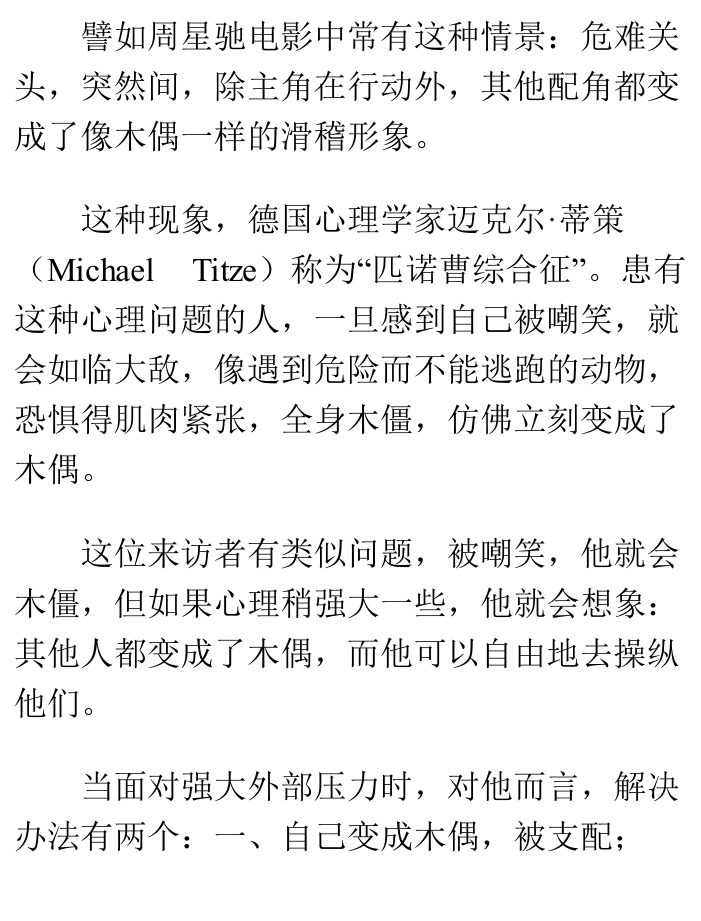 譬如周星驰电影中常有这种情景：危难关
头，突然间，除主角在行动外，其他配角都变
成了像木偶一样的滑稽形象。
这种现象，德国心理学家迈克尔·蒂策
（Michael Titze）称为“匹诺曹综合征”。患有
这种心理问题的人，一旦感到自己被嘲笑，就
会如临大敌，像遇到危险而不能逃跑的动物，
恐惧得肌肉紧张，全身木僵，仿佛立刻变成了
木偶。
这位来访者有类似问题，被嘲笑，他就会
木僵，但如果心理稍强大一些，他就会想象：
其他人都变成了木偶，而他可以自由地去操纵
他们。
当面对强大外部压力时，对他而言，解决
办法有两个：一、自己变成木偶，被支配；